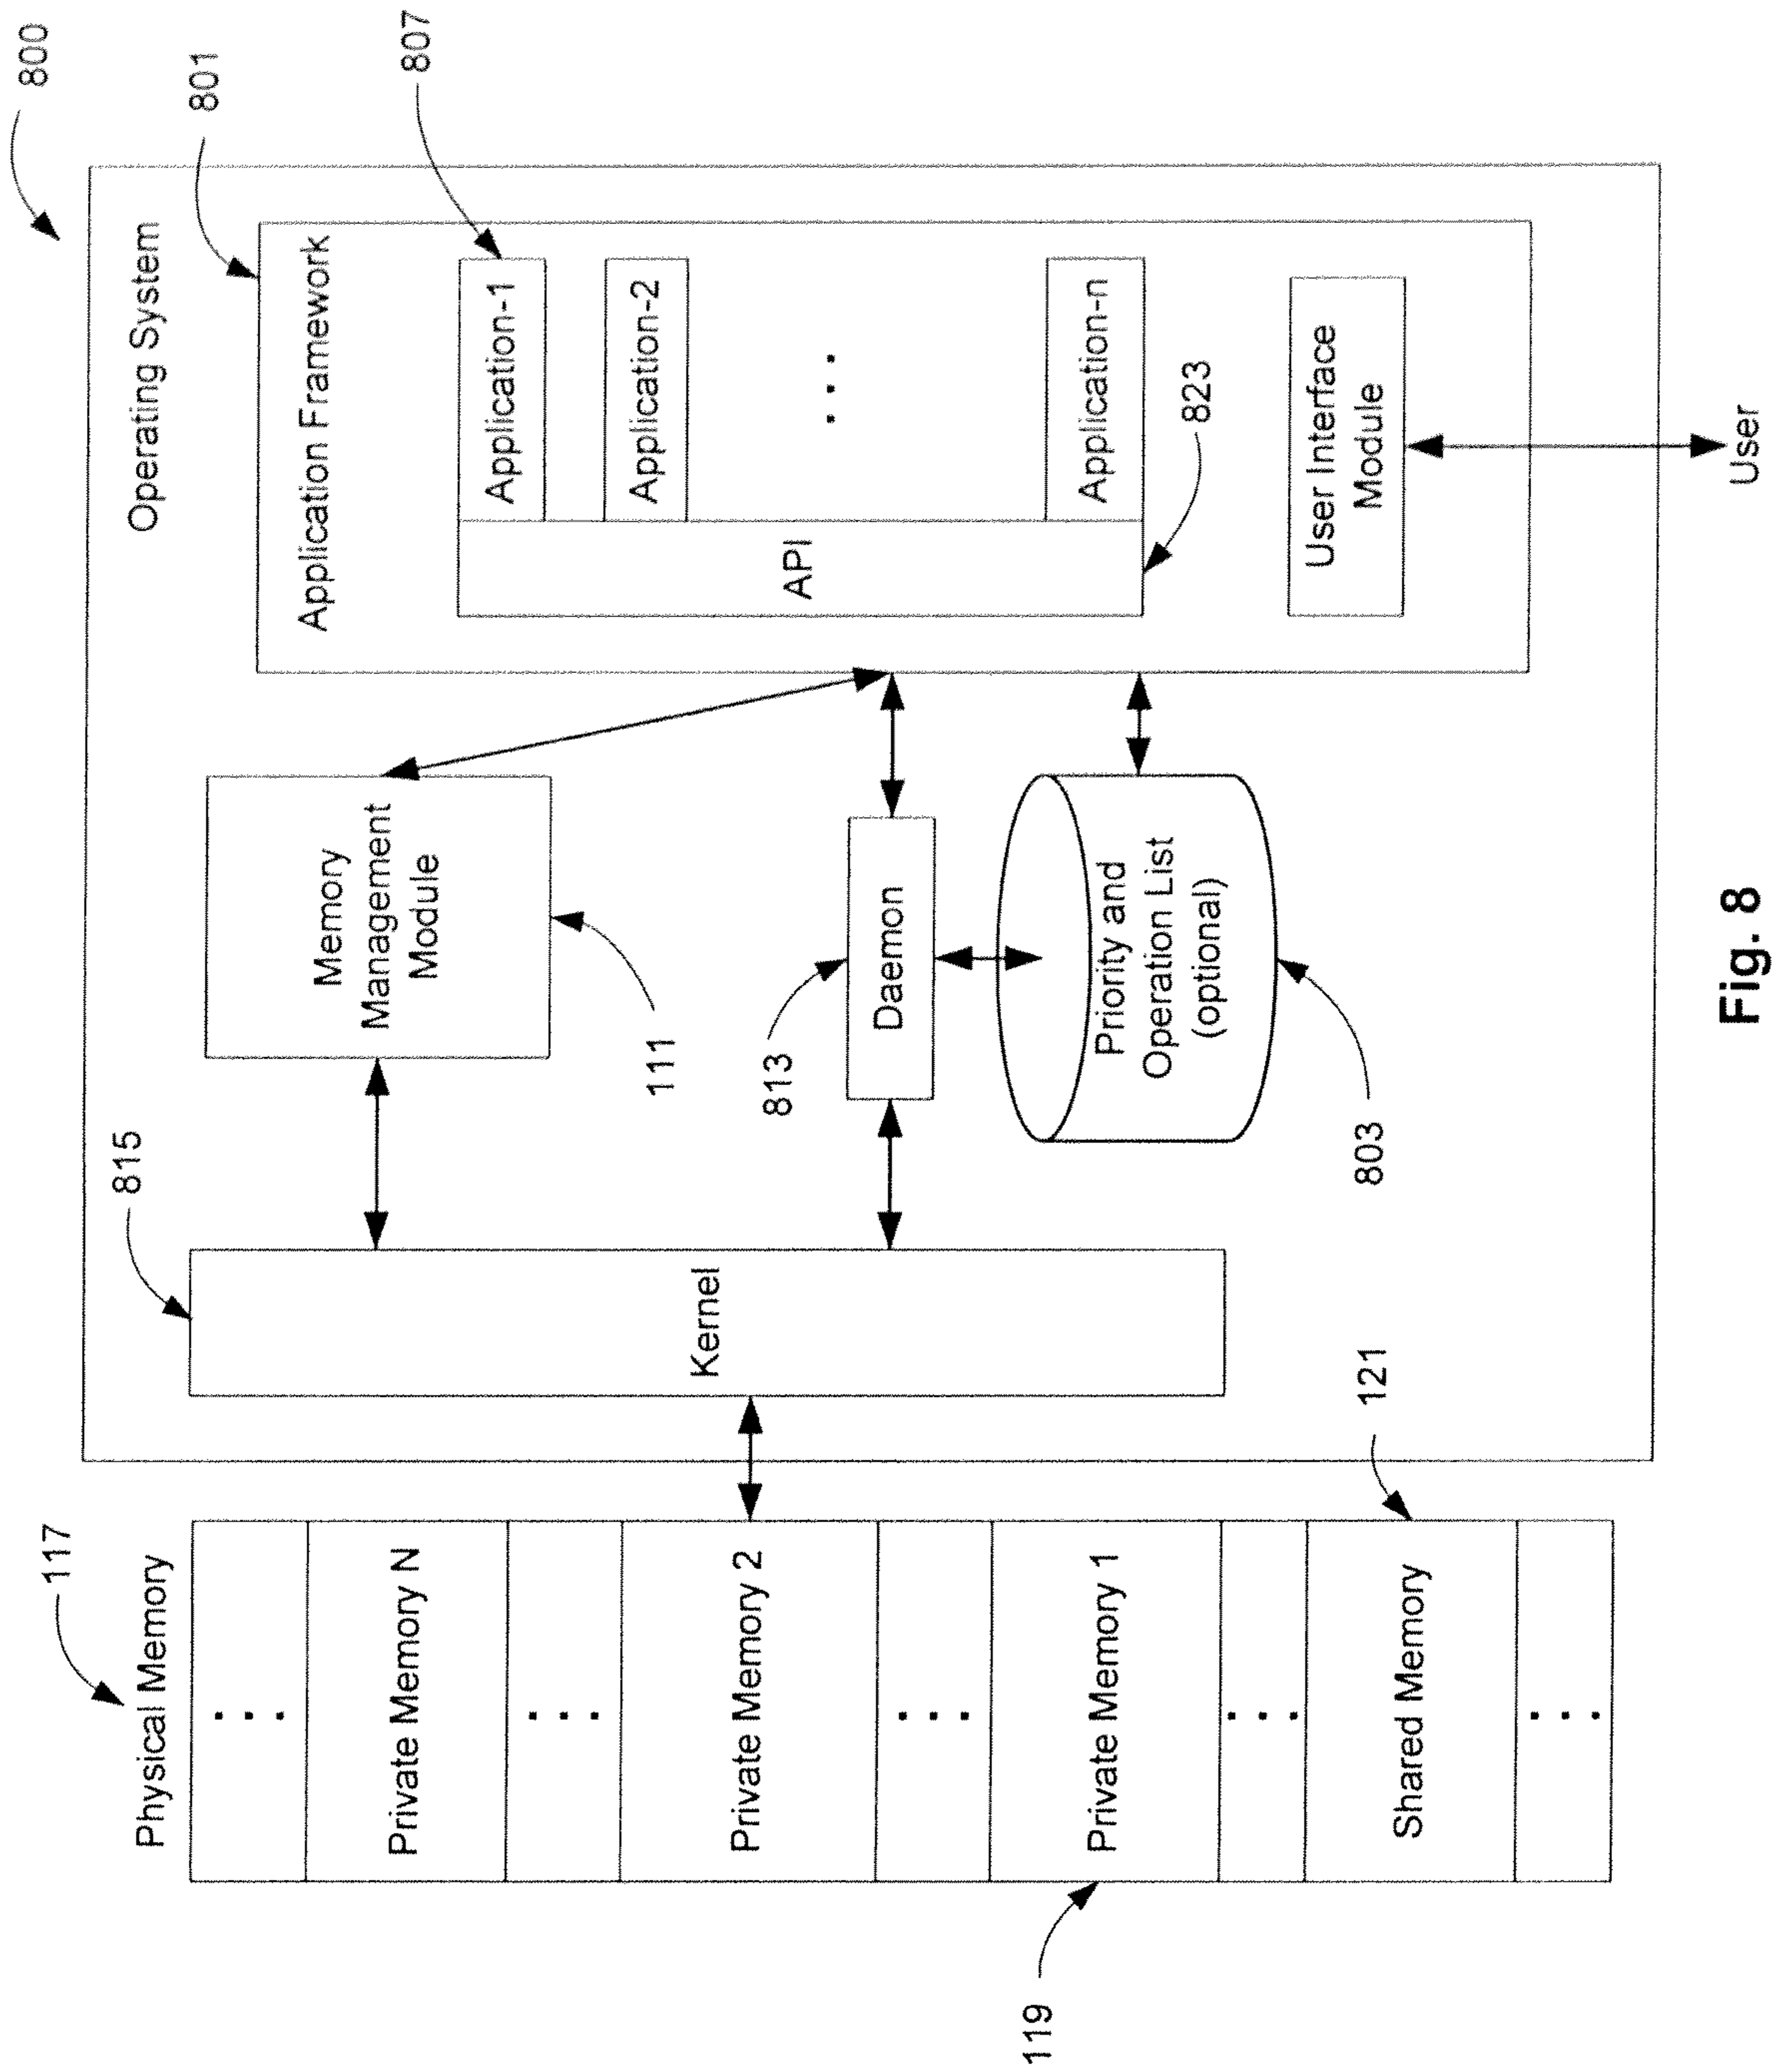 800
801
807
Operating System
Application Framework
Application-1
Application-2
...
Application-n
API
823
User Interface
Module
User
Memory
Management
Module
111
813
Daemon
Priority and
Operation List
(optional)
803
815
Kernel
117
Physical Memory
...
Private Memory N
...
Private Memory 2
...
Private Memory 1
...
Shared Memory
...
121
119
Fig. 8